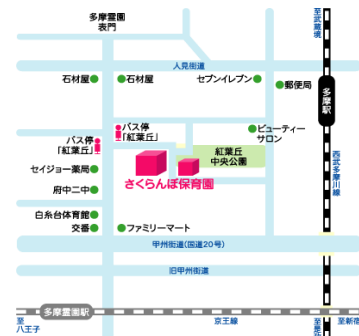 多摩霊園
表門
至武蔵境
人見街道
石材屋
石材屋
セブンイレブン
郵便局
多摩駅
バス停
「紅葉丘」
バス停
「紅葉丘」
ビューティー
サロン
紅葉丘
中央公園
西武多摩川線
セイジョー薬局
さくらんぼ保育園
府中二中
白糸台体育館
交番
ファミリーマート
甲州街道(国道20号)
旧甲州街道
多摩霊園駅
至
八王子
京王線
至新宿